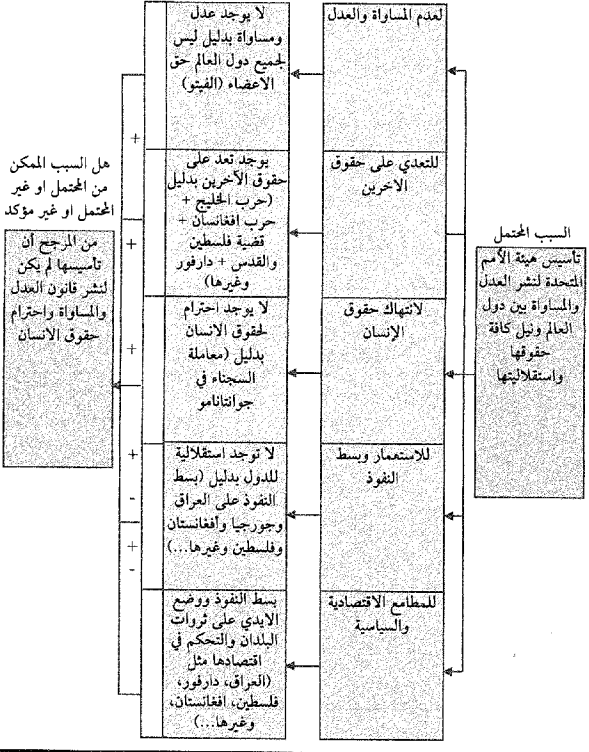 السبب المحتمل
تأسيس هيئة الأمم
المتحدة لنشر العدل
والمساواة بين دول
العالم ونيل كافة
حقوقها
واستقلاليتها
لعدم المساواة والعدل
للتعدي على حقوق
الاخرين
لانتهاك حقوق
الإنسان
للاستعمار وبسط
النفوذ
للمطامع الاقتصادية
والسياسية
لا يوجد عدل
ومساواة بدليل ليس
لجميع دول العالم حق
الاعضاء (الفيتو)
يوجد تعد على
حقوق الآخرين بدليل
(حرب الخليج +
حرب افغانسان +
قضية فلسطين
والقدس + دارفور
وغيرها)
لا يوجد احترام
لحقوق الانسان
بدليل (معاملة
السجناء في
جوانتانامو
لا توجد استقلالية
للدول بدليل (بسط
النفوذ على العراق
وجورجيا وأفغانستان
وفلسطين وغيرها...)
بسط النفوذ ووضع
الايدي على ثروات
البلدان والتحكم في
اقتصادها مثل
(العراق، دارفور،
فلسطين، افغانستان،
وغيرها...)
+
+
+
+
-
+
-
هل السبب الممكن
من المحتمل او غير
المحتمل او غير مؤكد
من المرجح أن
تأسيسها لم يكن
لنشر قانون العدل
والمساواة واحترام
حقوق الانسان